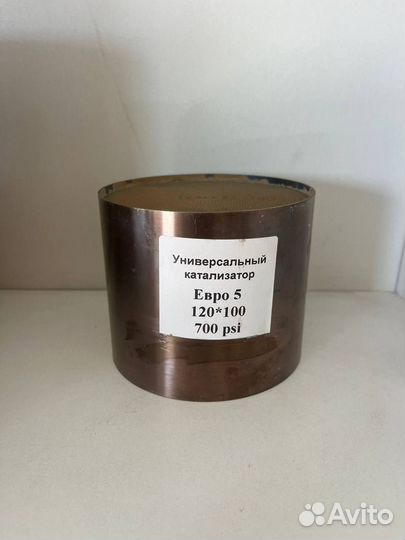 Универсальный
катализатор
Евро 5
120*100
700 psi
Avito